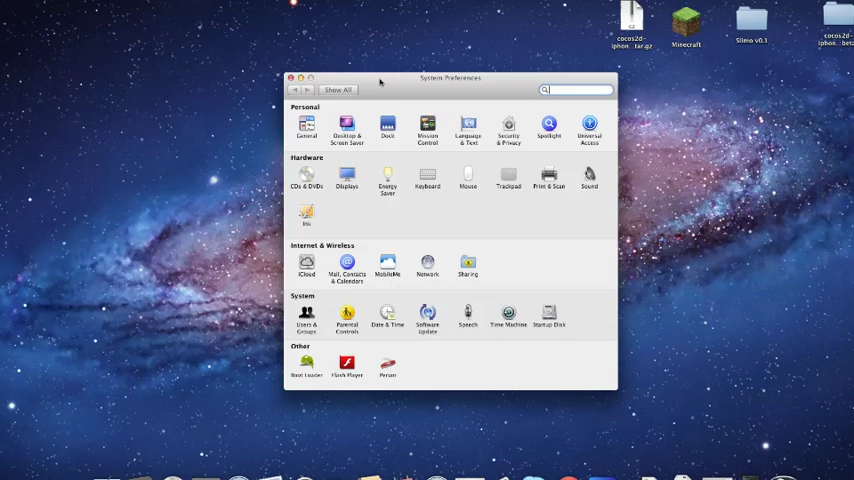 cocos2d-
iphon....tar.gz
Minecraft
Slimo v0.1
cocos2d-
iphon...beta
System Preferences
Show All
Personal
General
Desktop &
Screen Saver
Dock
Mission
Control
Language
& Text
Security
& Privacy
Spotlight
Universal
Access
Hardware
CDs & DVDs
Displays
Energy
Saver
Keyboard
Mouse
Trackpad
Print & Scan
Sound
Ink
Internet & Wireless
iCloud
Mail, Contacts
& Calendars
MobileMe
Network
Sharing
System
Users &
Groups
Parental
Controls
Date & Time
Software
Update
Speech
Time Machine
Startup Disk
Other
Boot Loader
Flash Player
Perian